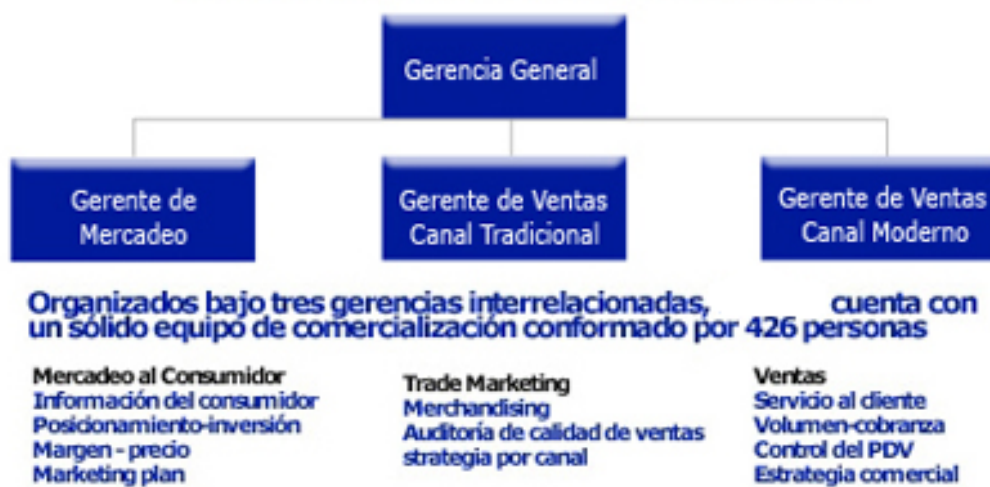 Gerencia General
Gerente de
Mercadeo
Gerente de Ventas
Canal Tradicional
Gerente de Ventas
Canal Moderno
Organizados bajo tres gerencias interrelacionadas, cuenta con
un sólido equipo de comercialización conformado por 426 personas
Mercadeo al Consumidor
Información del consumidor
Posicionamiento-inversión
Margen - precio
Marketing plan
Trade Marketing
Merchandising
Auditoría de calidad de ventas
strategia por canal
Ventas
Servicio al cliente
Volumen-cobranza
Control del PDV
Estrategia comercial